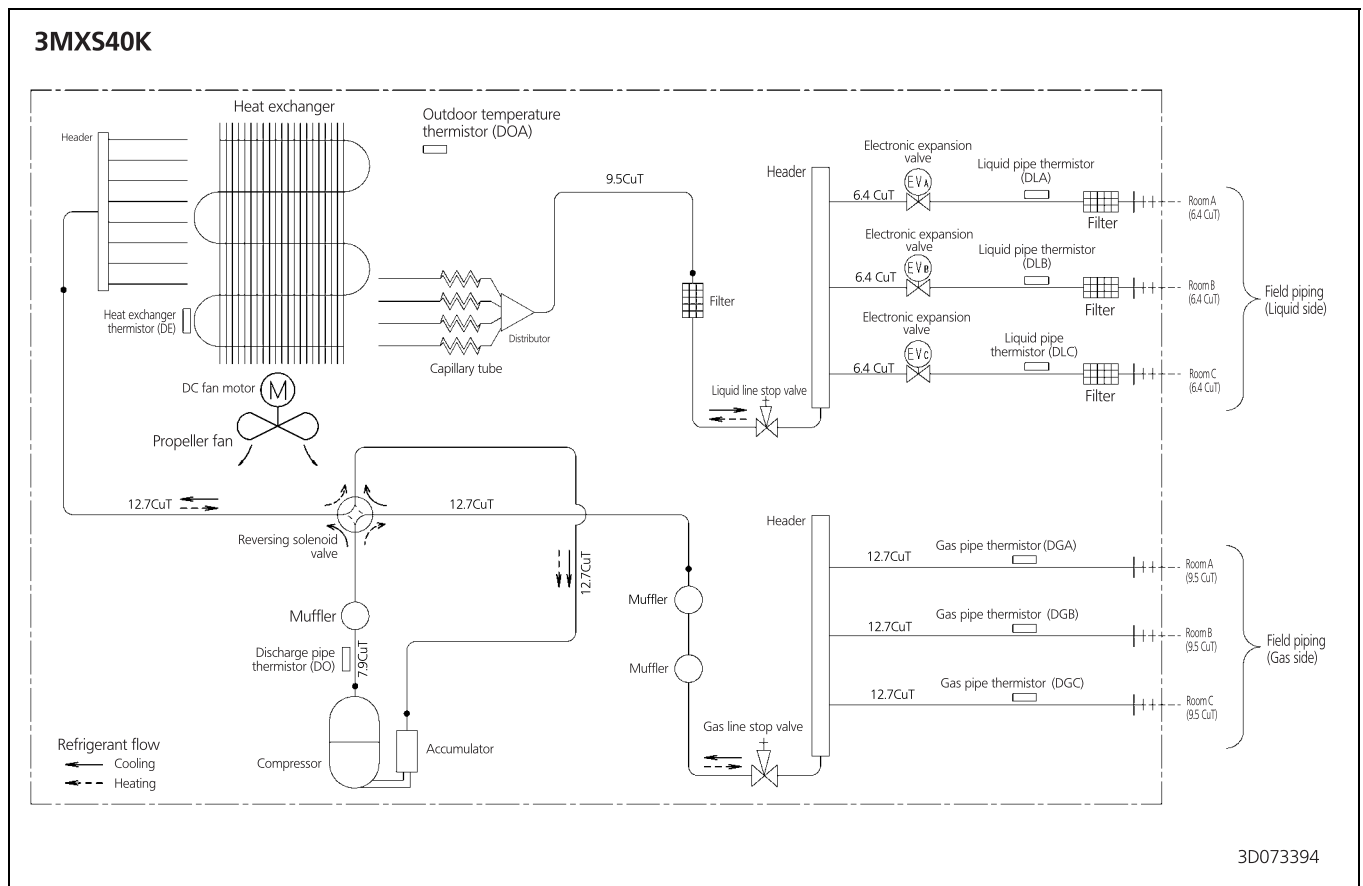 3MXS40K
Heat exchanger
Header
Outdoor temperature
thermistor (DOA)
9.5CuT
Header
Electronic expansion
valve
EVA
6.4 CuT
Liquid pipe thermistor
(DLA)
Filter
Room A
(6.4 CuT)
Electronic expansion
valve
EVB
6.4 CuT
Liquid pipe thermistor
(DLB)
Filter
Room B
(6.4 CuT)
Electronic expansion
valve
EVC
6.4 CuT
Liquid pipe
thermistor (DLC)
Filter
Room C
(6.4 CuT)
Field piping
(Liquid side)
Heat exchanger
thermistor (DE)
Distributor
Capillary tube
Filter
Liquid line stop valve
DC fan motor
M
Propeller fan
12.7CuT
Reversing solenoid
valve
12.7CuT
12.7CuT
Muffler
Discharge pipe
thermistor (DO)
7.9CuT
Compressor
Accumulator
Muffler
Muffler
Gas line stop valve
Header
12.7CuT
Gas pipe thermistor (DGA)
Room A
(9.5 CuT)
12.7CuT
Gas pipe thermistor (DGB)
Room B
(9.5 CuT)
12.7CuT
Gas pipe thermistor (DGC)
Room C
(9.5 CuT)
Field piping
(Gas side)
Refrigerant flow
Cooling
Heating
3D073394